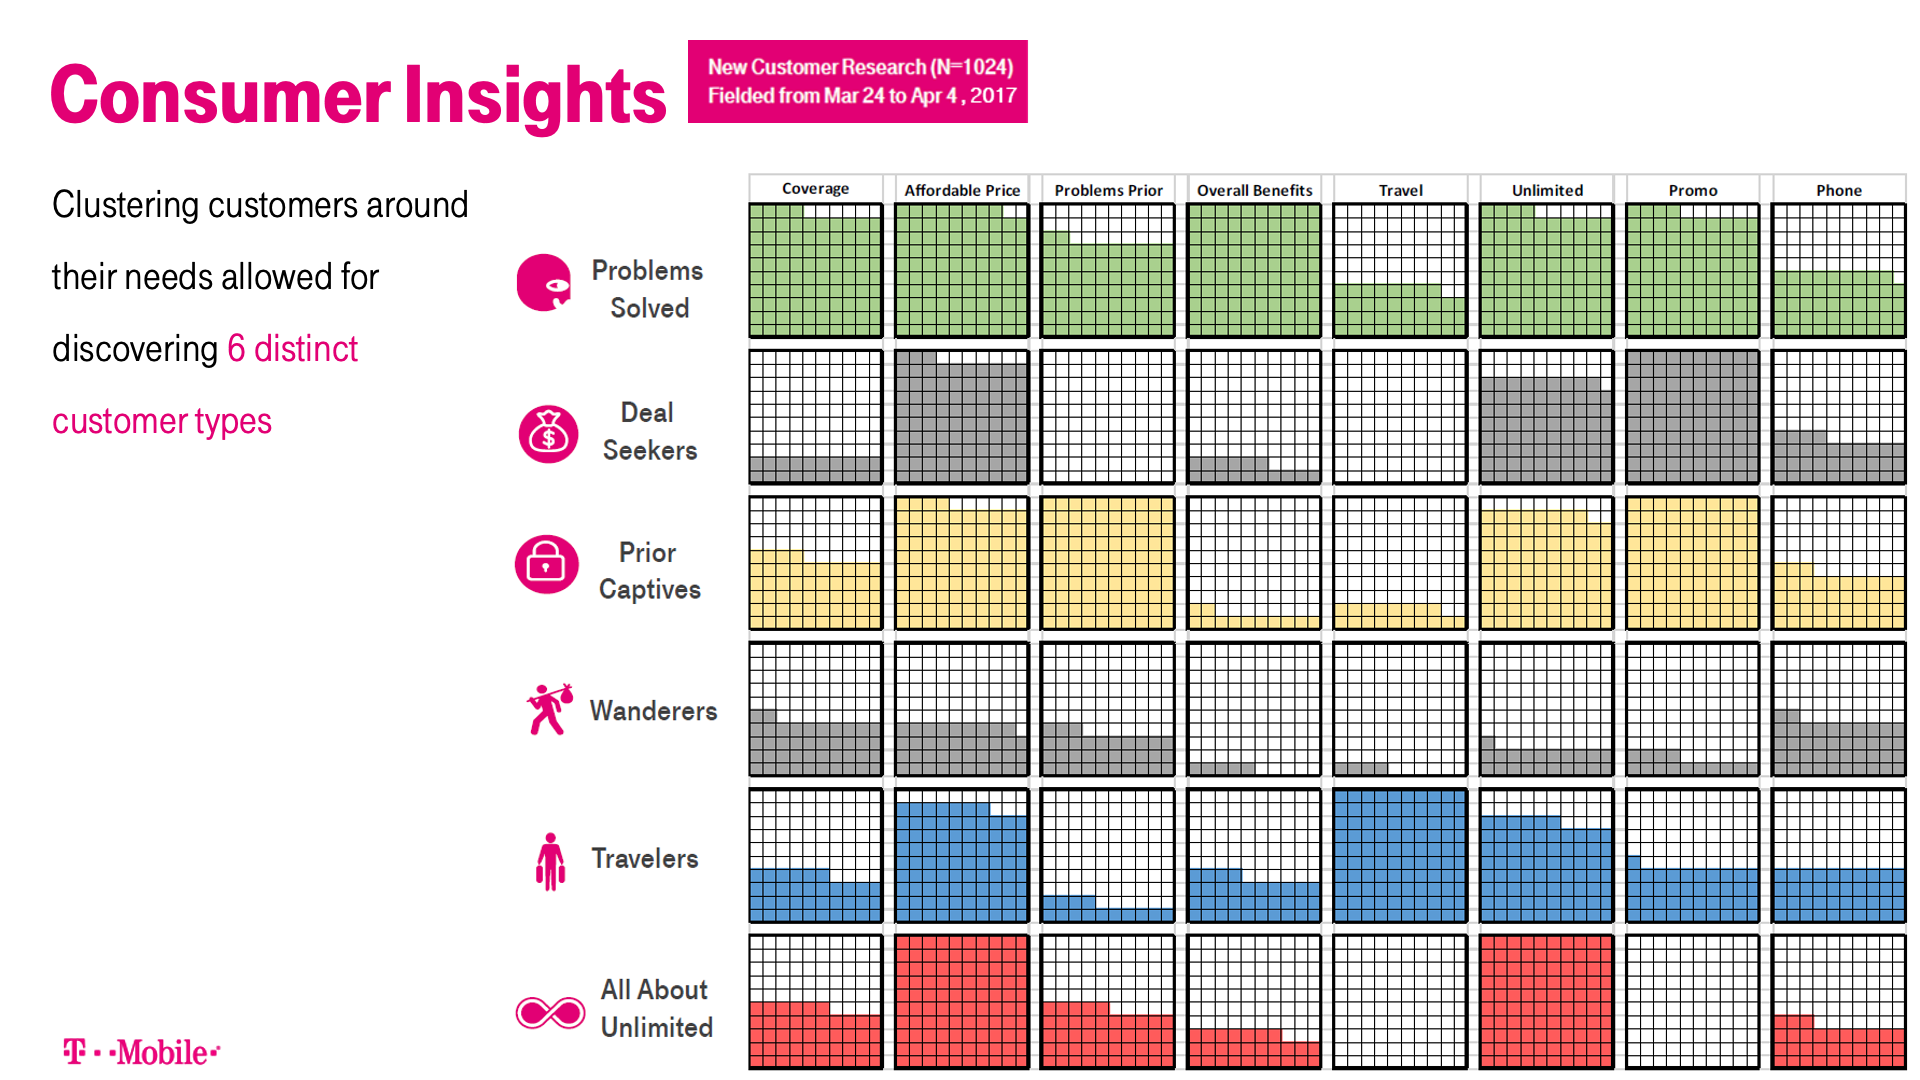 Consumer Insights
New Customer Research (N=1024)
Fielded from Mar 24 to Apr 4 , 2017
Clustering customers around
their needs allowed for
discovering 6 distinct
customer types
Coverage
Affordable Price
Problems Prior
Overall Benefits
Travel
Unlimited
Promo
Phone
Problems
Solved
Deal
Seekers
$
Prior
Captives
Wanderers
Travelers
All About
Unlimited
T··Mobile·